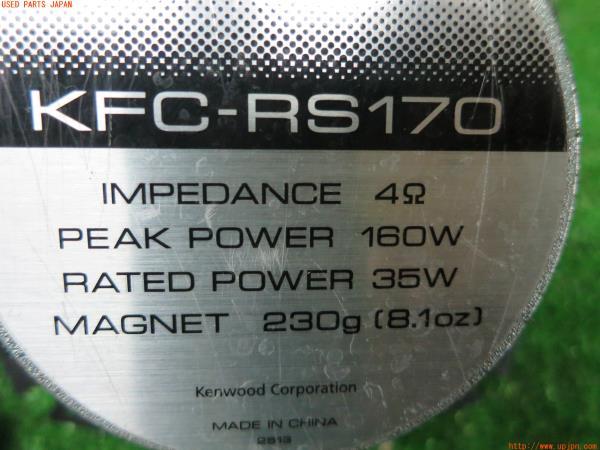 USED PARTS JAPAN
KFC-RS170
IMPEDANCE 4Ω
PEAK POWER 160W
RATED POWER 35W
MAGNET 230g (8.1oz)
Kenwood Corporation
MADE IN CHINA
2813
http://www.upjpn.com/